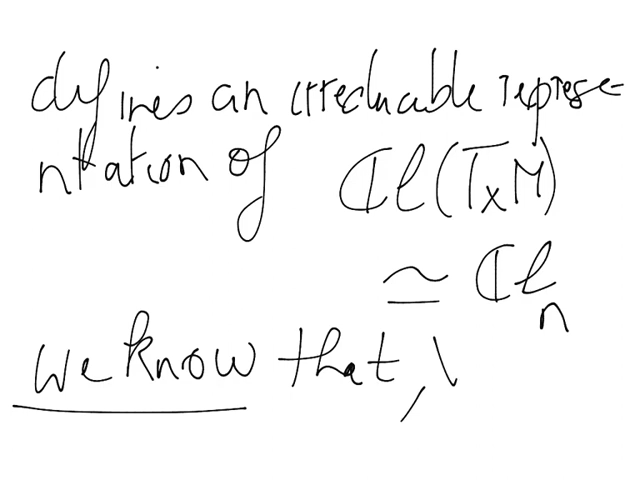 defines an irreducible represe-
ntation of ℂl(TₓM)
≃ ℂlₙ
we know that,